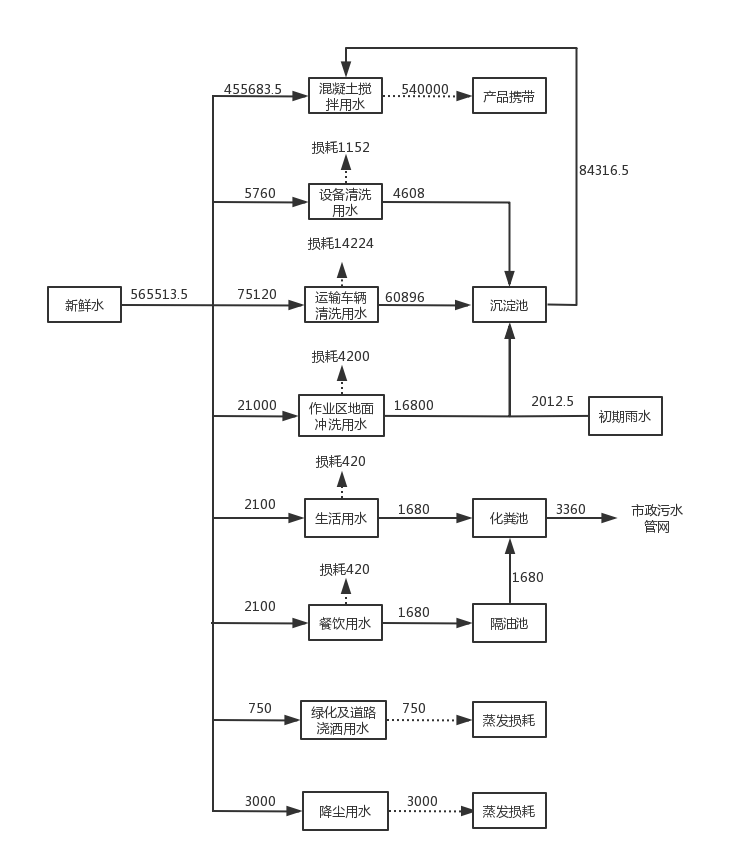 84316.5
455683.5
混凝土搅
拌用水
540000
产品携带
损耗1152
5760
设备清洗
用水
4608
损耗14224
新鲜水
565513.5
75120
运输车辆
清洗用水
60896
沉淀池
损耗4200
21000
作业区地面
冲洗用水
16800
2012.5
初期雨水
损耗420
2100
生活用水
1680
化粪池
3360
市政污水
管网
损耗420
1680
2100
餐饮用水
1680
隔油池
750
绿化及道路
浇洒用水
750
蒸发损耗
3000
降尘用水
3000
蒸发损耗